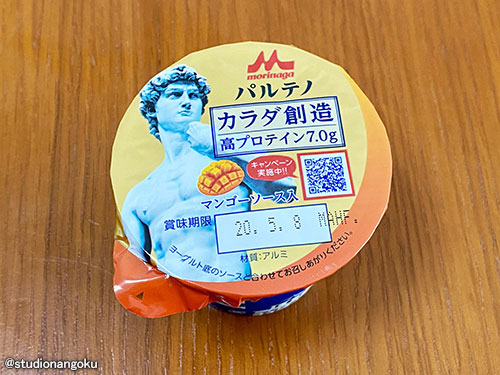 morinaga
パルテノ
カラダ創造
高プロテイン7.0g
キャンペーン
実施中!!
マンゴーソース入
賞味期限 20.5.8 MAHF.
材質:アルミ
ヨーグルト底のソースと合わせてお召しあがりください。
@studionangoku